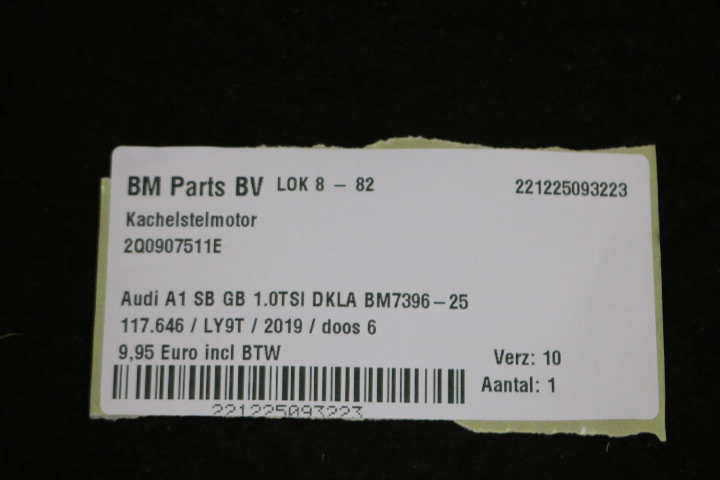 BM Parts BV LOK 8 - 82 221225093223
Kachelstelmotor
2Q0907511E
Audi A1 SB GB 1.0TSI DKLA BM7396-25
117.646 / LY9T / 2019 / doos 6
9,95 Euro incl BTW Verz: 10
Aantal: 1
221225093223